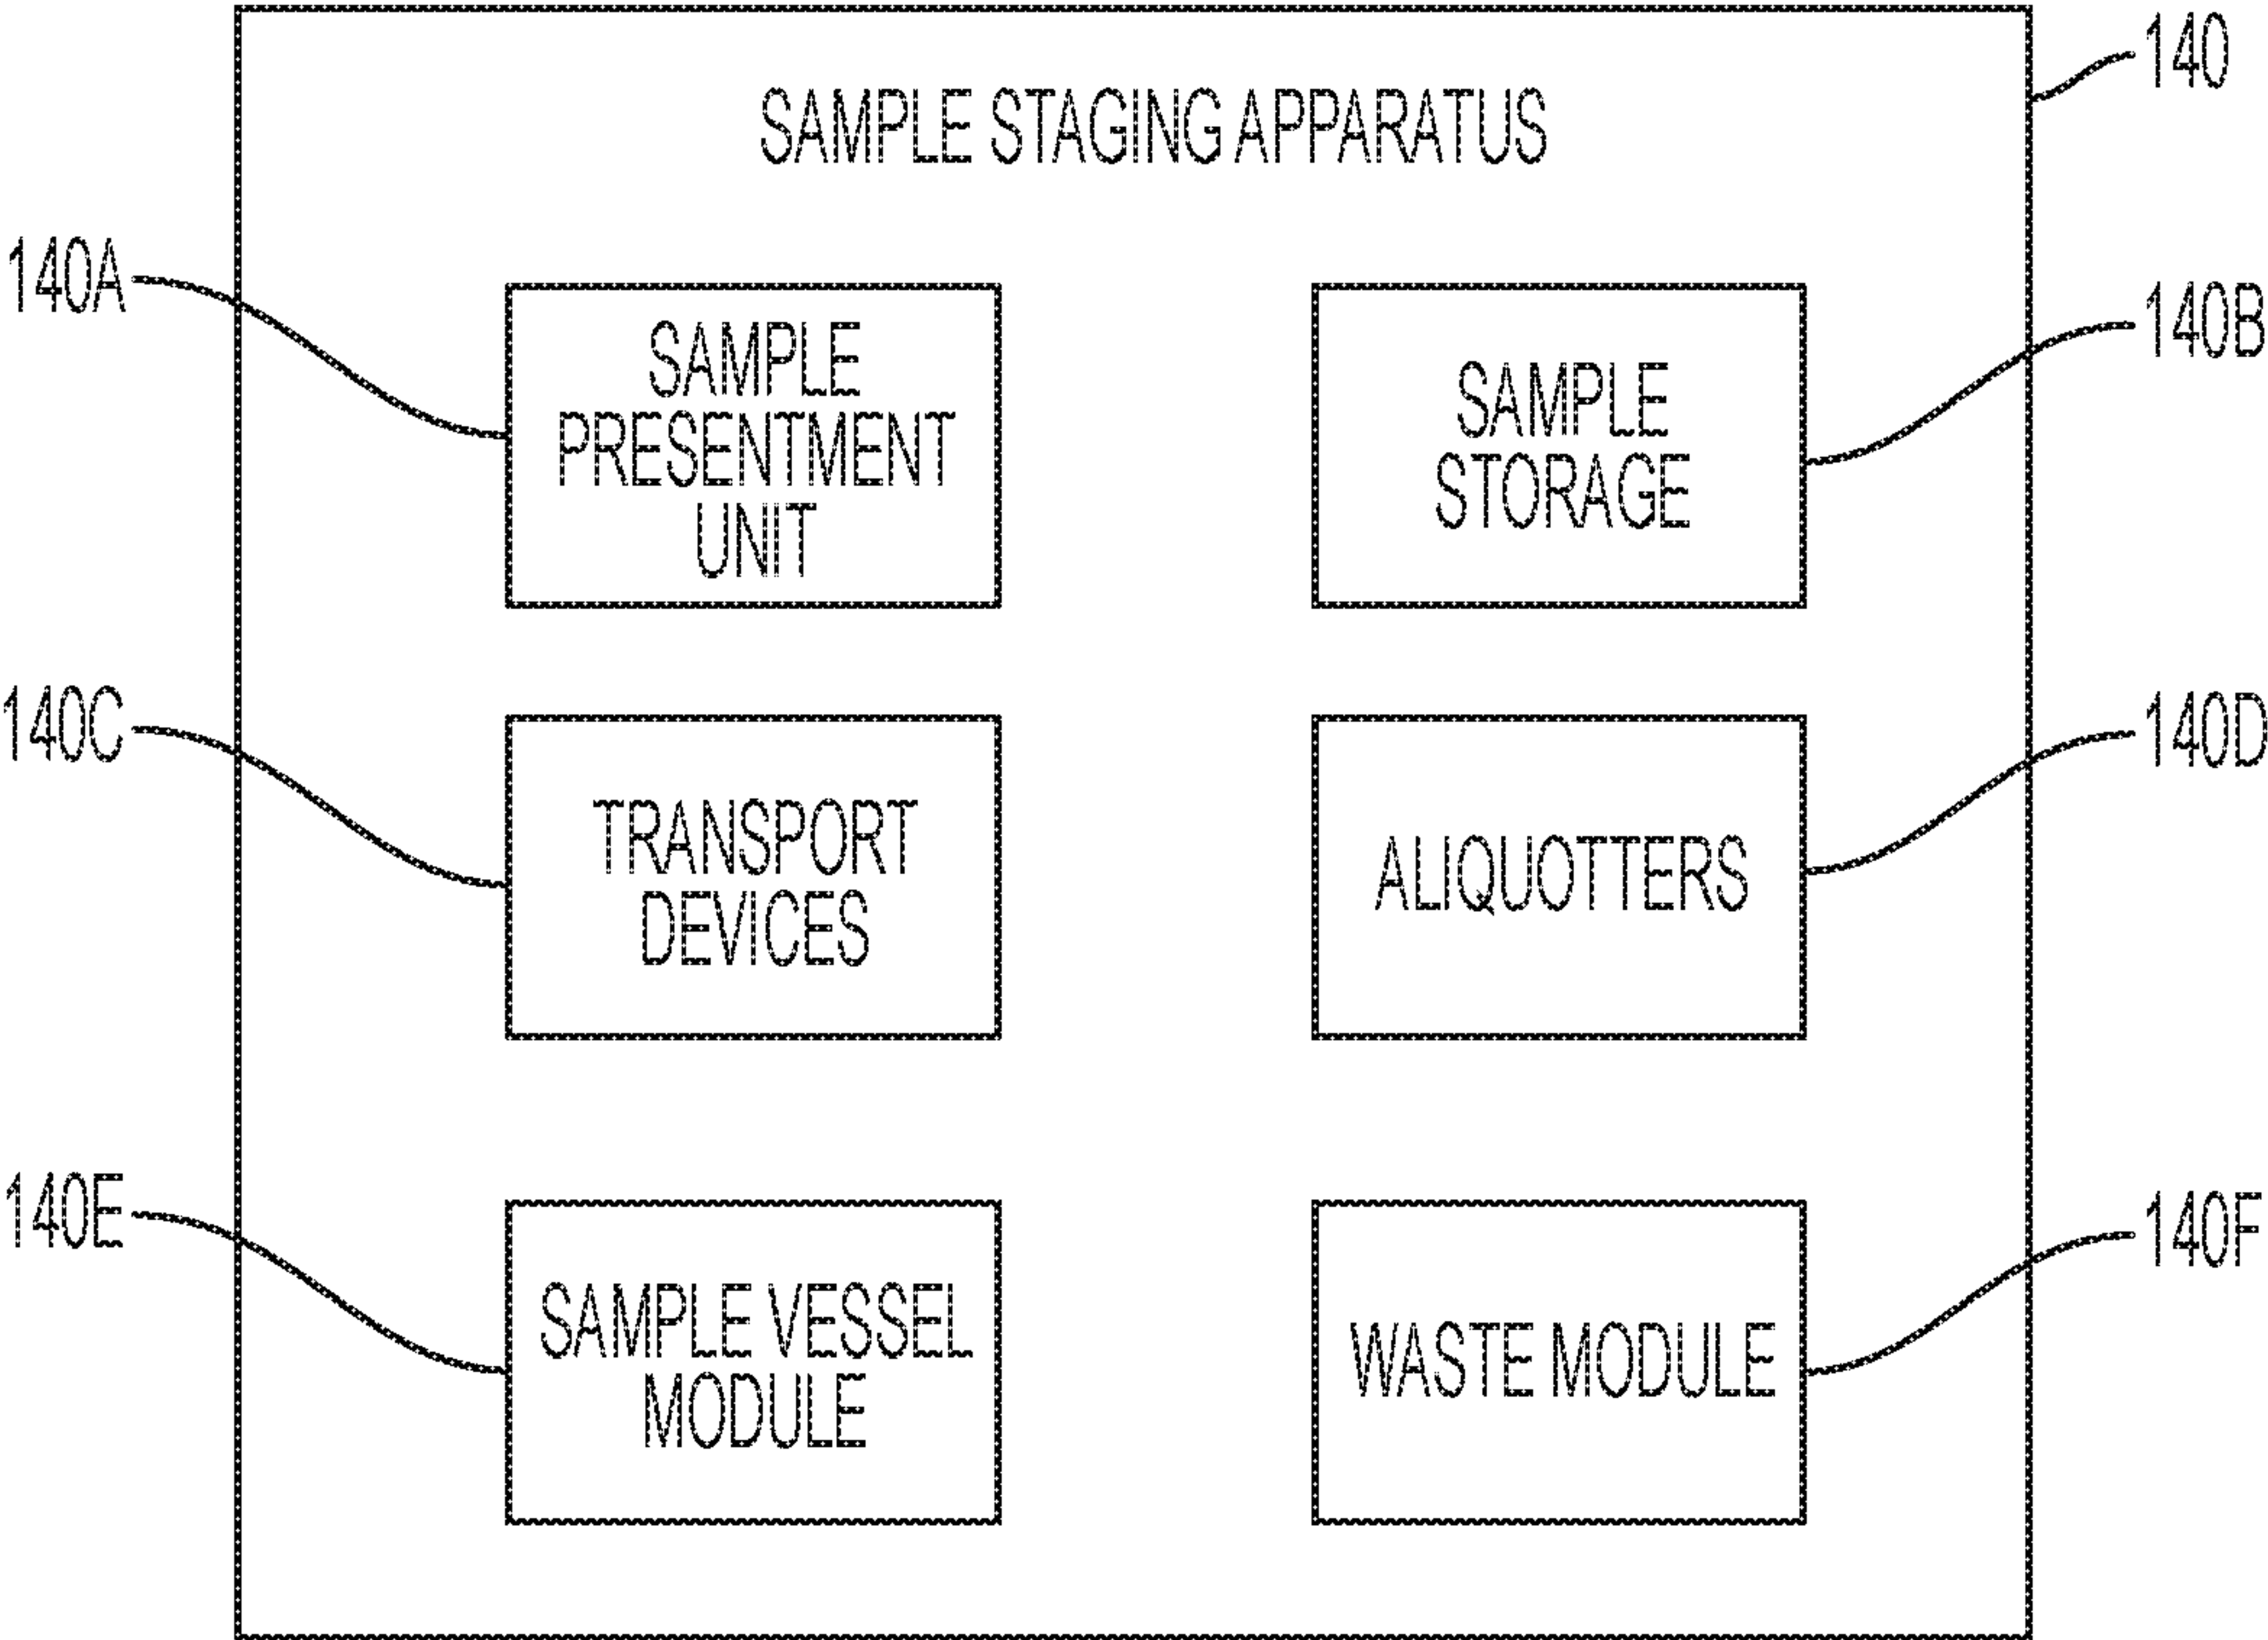 SAMPLE STAGING APPARATUS
140
140A
SAMPLE
PRESENTMENT
UNIT
SAMPLE
STORAGE
140B
140C
TRANSPORT
DEVICES
ALIQUOTTERS
140D
140E
SAMPLE VESSEL
MODULE
WASTE MODULE
140F